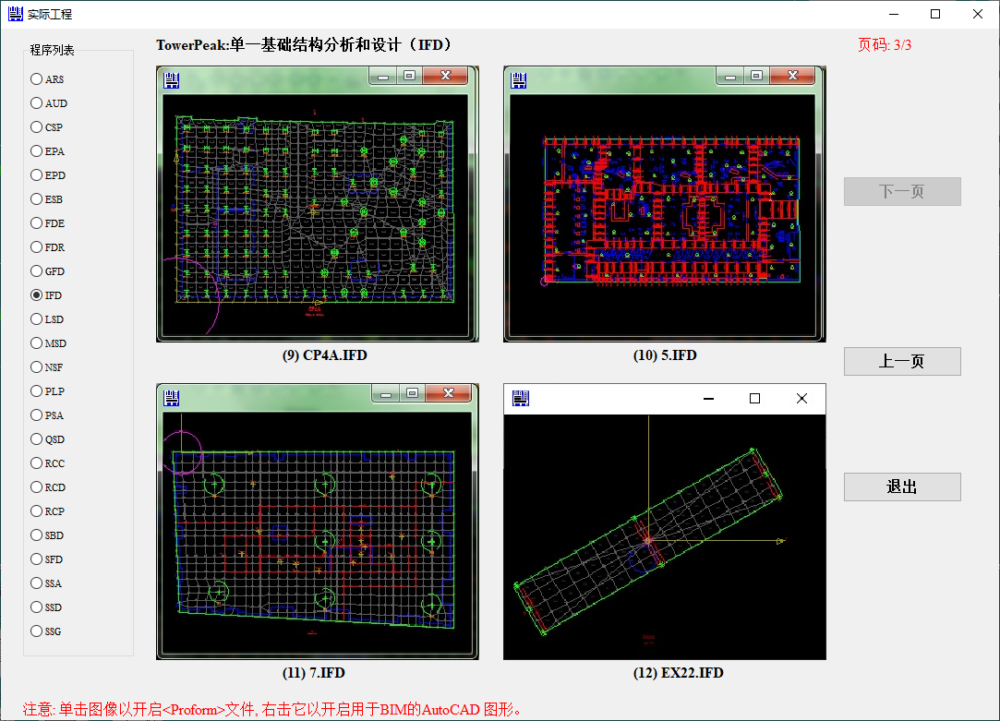 实际工程
程序列表
ARS
AUD
CSP
EPA
EPD
ESB
FDE
FDR
GFD
IFD
LSD
MSD
NSF
PLP
PSA
QSD
RCC
RCD
RCP
SBD
SFD
SSA
SSD
SSG
TowerPeak:单一基础结构分析和设计（IFD）
页码: 3/3
(9) CP4A.IFD
(10) 5.IFD
(11) 7.IFD
(12) EX22.IFD
下一页
上一页
退出
注意: 单击图像以开启<Proform>文件, 右击它以开启用于BIM的AutoCAD 图形。